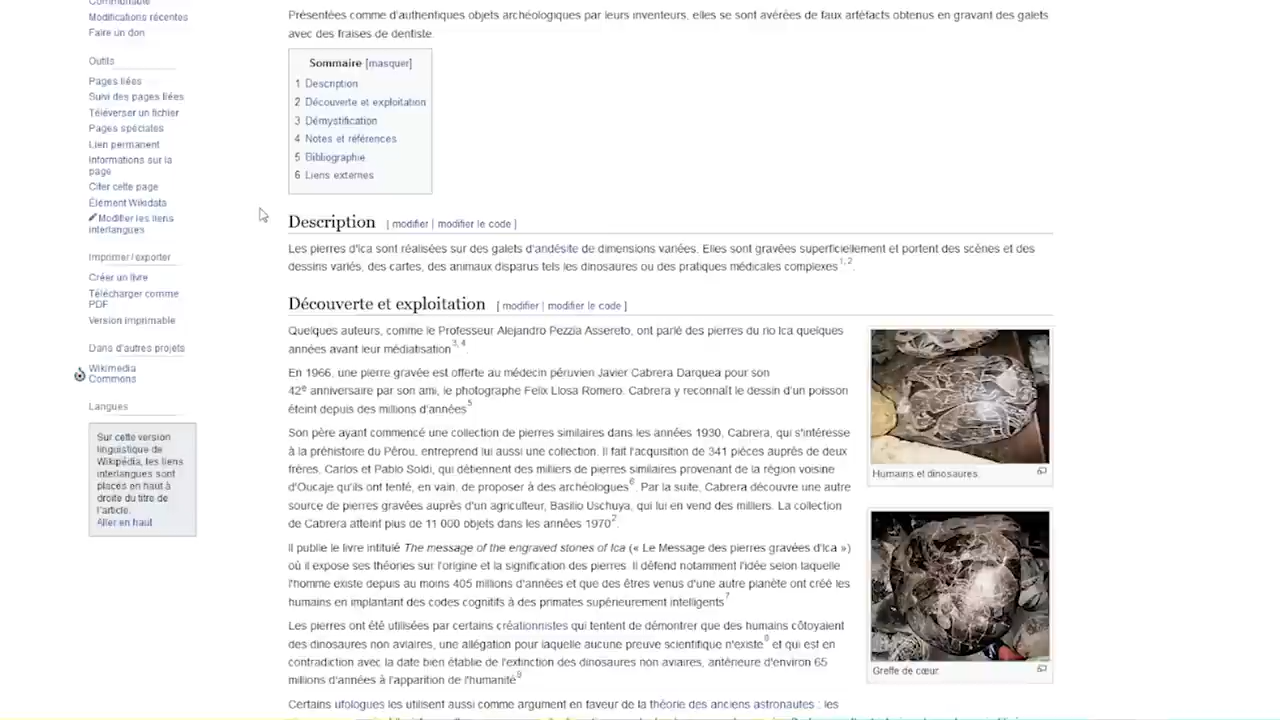 Communauté
Modifications récentes
Faire un don
Outils
Pages liées
Suivi des pages liées
Téléverser un fichier
Pages spéciales
Lien permanent
Informations sur la
page
Citer cette page
Élément Wikidata
Modifier les liens
interlangues
Imprimer / exporter
Créer un livre
Télécharger comme
PDF
Version imprimable
Dans d'autres projets
Wikimedia
Commons
Langues
Sur cette version
linguistique de
Wikipédia, les liens
interlangues sont
placés en haut à
droite du titre de
l'article.
Aller en haut
Présentées comme d'authentiques objets archéologiques par leurs inventeurs, elles se sont avérées de faux artéfacts obtenus en gravant des galets
avec des fraises de dentiste.
Sommaire [masquer]
1 Description
2 Découverte et exploitation
3 Démystification
4 Notes et références
5 Bibliographie
6 Liens externes
Description [ modifier | modifier le code ]
Les pierres d'Ica sont réalisées sur des galets d'andésite de dimensions variées. Elles sont gravées superficiellement et portent des scènes et des
dessins variés, des cartes, des animaux disparus tels les dinosaures ou des pratiques médicales complexes1, 2.
Découverte et exploitation [ modifier | modifier le code ]
Quelques auteurs, comme le Professeur Alejandro Pezzia Assereto, ont parlé des pierres du rio Ica quelques
années avant leur médiatisation3, 4.
En 1966, une pierre gravée est offerte au médecin péruvien Javier Cabrera Darquea pour son
42e anniversaire par son ami, le photographe Felix Llosa Romero. Cabrera y reconnaît le dessin d'un poisson
éteint depuis des millions d'années5
Son père ayant commencé une collection de pierres similaires dans les années 1930, Cabrera, qui s'intéresse
à la préhistoire du Pérou, entreprend lui aussi une collection. Il fait l'acquisition de 341 pièces auprès de deux
frères, Carlos et Pablo Soldi, qui détiennent des milliers de pierres similaires provenant de la région voisine
d'Oucaje qu'ils ont tenté, en vain, de proposer à des archéologues6. Par la suite, Cabrera découvre une autre
source de pierres gravées auprès d'un agriculteur, Basilio Uschuya, qui lui en vend des milliers. La collection
de Cabrera atteint plus de 11 000 objets dans les années 19702.
Il publie le livre intitulé The message of the engraved stones of Ica (« Le Message des pierres gravées d'Ica »)
où il expose ses théories sur l'origine et la signification des pierres. Il défend notamment l'idée selon laquelle
l'homme existe depuis au moins 405 millions d'années et que des êtres venus d'une autre planète ont créé les
humains en implantant des codes cognitifs à des primates supérieurement intelligents7
Les pierres ont été utilisées par certains créationnistes qui tentent de démontrer que des humains côtoyaient
des dinosaures non aviaires, une allégation pour laquelle aucune preuve scientifique n'existe8 et qui est en
contradiction avec la date bien établie de l'extinction des dinosaures non aviaires, antérieure d'environ 65
millions d'années à l'apparition de l'humanité9
Certains ufologues les utilisent aussi comme argument en faveur de la théorie des anciens astronautes : les
Humains et dinosaures.
Greffe de cœur.